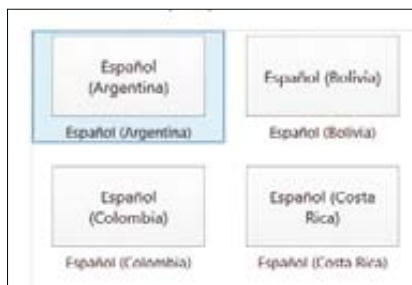 Español
(Argentina)
Español (Bolivia)
Español (Argentina)
Español (Bolivia)
Español
(Colombia)
Español (Costa
Rica)
Español (Colombia)
Español (Costa Rica)